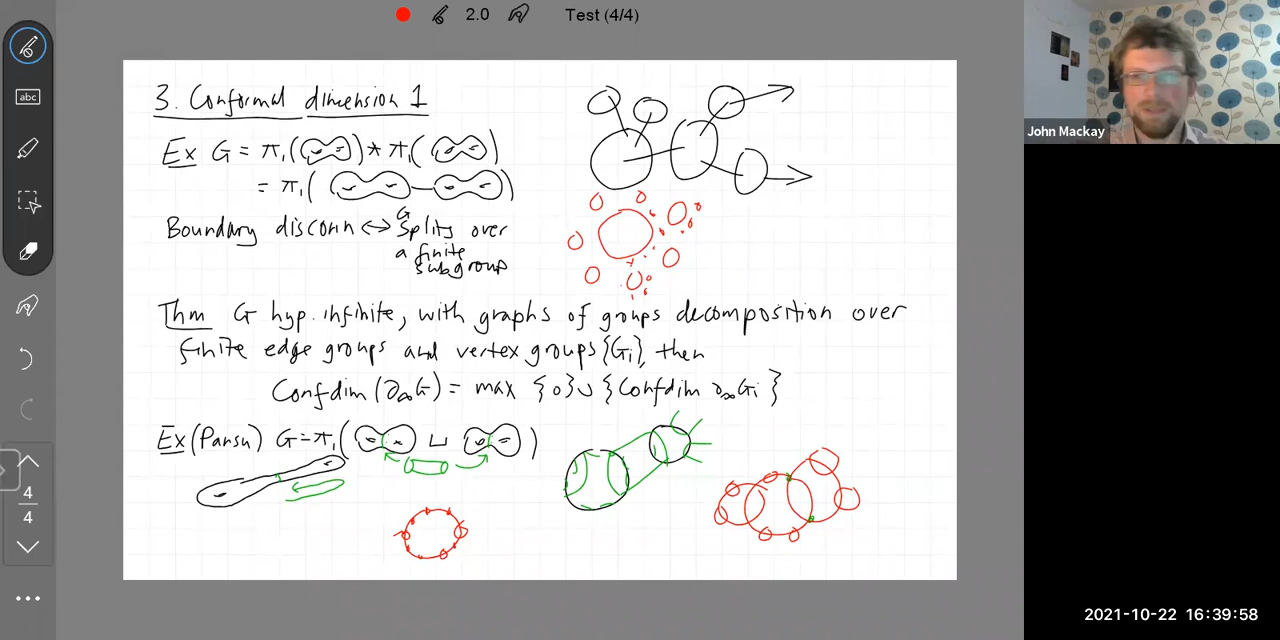 2.0
Test (4/4)
abc
3. Conformal dimension 1
Ex G = π₁( ) * π₁( )
= π₁( )
Boundary disconn ↔ G splits over
a finite
subgroup
Thm G hyp. infinite, with graphs of groups decomposition over
finite edge groups and vertex groups {Gi}, then
Confdim(∂∞G) = max {0} ∪ {Confdim ∂∞Gi}
Ex (Pansu) G = π₁( ⊔ )
4
4
John Mackay
2021-10-22 16:39:58